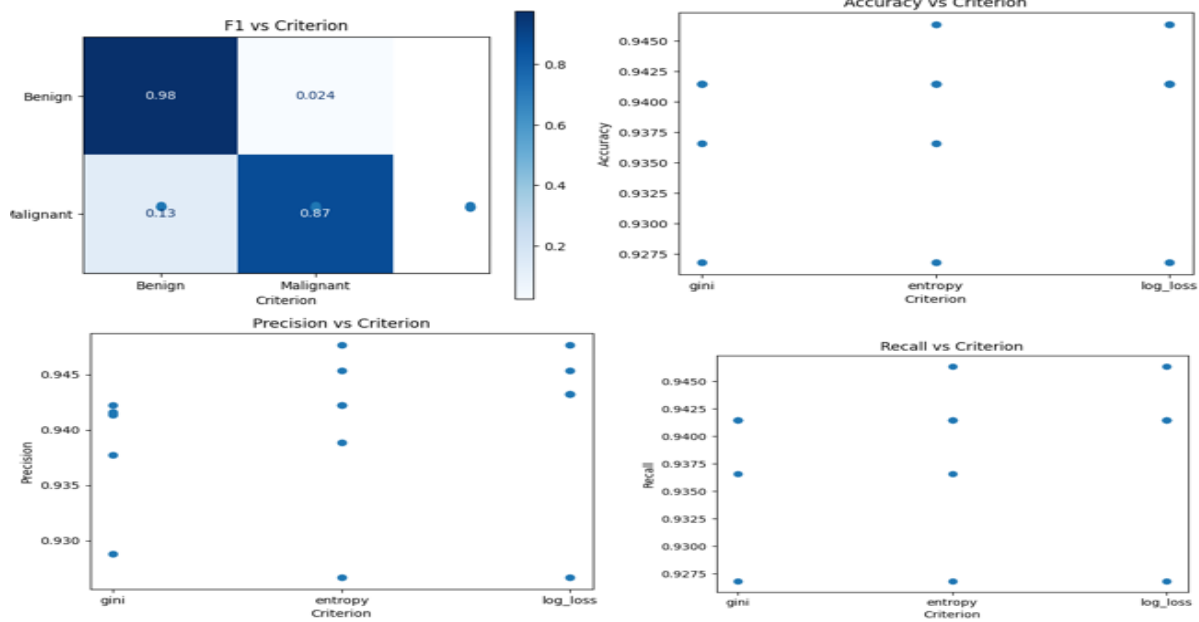 F1 vs Criterion
Benign
0.98
0.024
alignant
0.13
0.87
Benign
Malignant
Criterion
0.8
0.6
0.4
0.2
Accuracy vs Criterion
Accuracy
0.9450
0.9425
0.9400
0.9375
0.9350
0.9325
0.9300
0.9275
gini
entropy
log_loss
Criterion
Precision vs Criterion
Precision
0.945
0.940
0.935
0.930
gini
entropy
log_loss
Criterion
Recall vs Criterion
Recall
0.9450
0.9425
0.9400
0.9375
0.9350
0.9325
0.9300
0.9275
gini
entropy
log_loss
Criterion